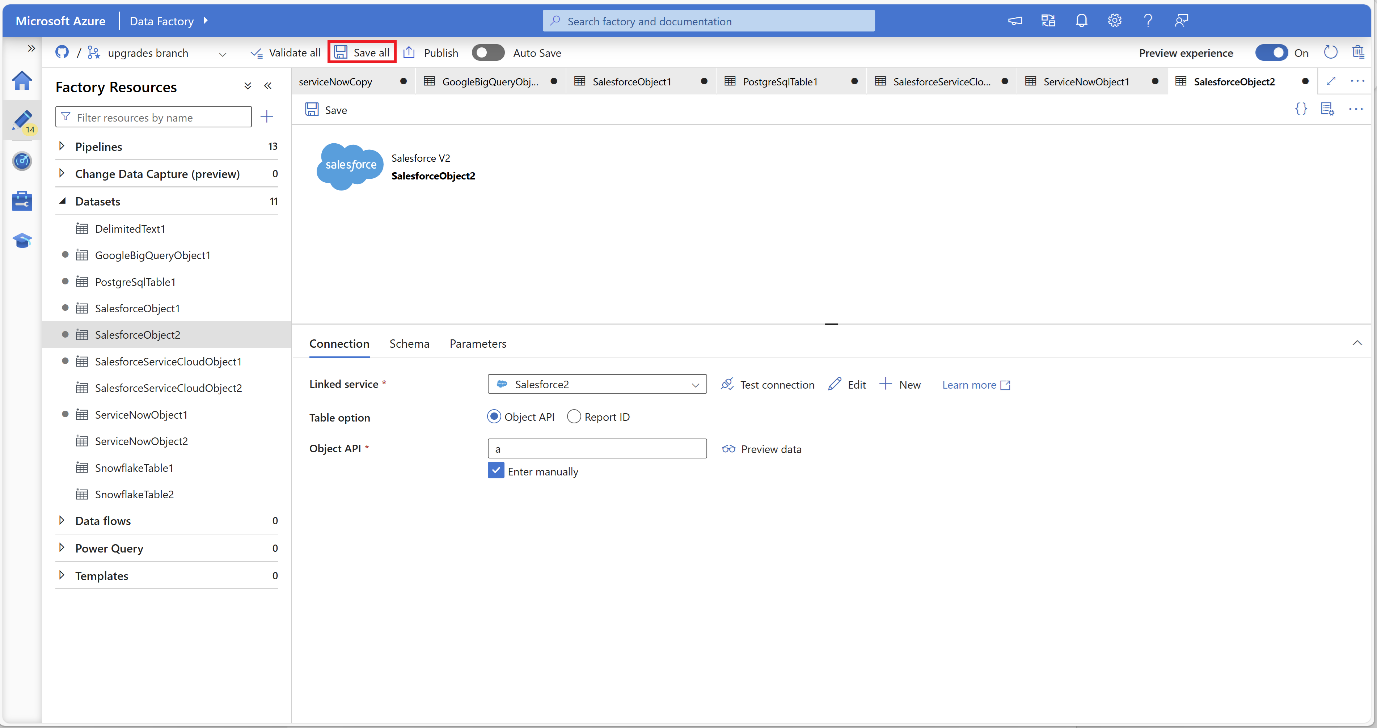 Microsoft Azure Data Factory Search factory and documentation
/ upgrades branch Validate all Save all Publish Auto Save Preview experience On
serviceNowCopy GoogleBigQueryObj... SalesforceObject1 PostgreSqlTable1 SalesforceServiceClo... ServiceNowObject1 SalesforceObject2
Factory Resources
Save
Filter resources by name
14
Pipelines 13
Change Data Capture (preview) 0
Datasets 11
DelimitedText1
GoogleBigQueryObject1
PostgreSqlTable1
SalesforceObject1
SalesforceObject2
SalesforceServiceCloudObject1
SalesforceServiceCloudObject2
ServiceNowObject1
ServiceNowObject2
SnowflakeTable1
SnowflakeTable2
Data flows 0
Power Query 0
Templates 0
salesforce
Salesforce V2
SalesforceObject2
Connection Schema Parameters
Linked service * Salesforce2 Test connection Edit New Learn more
Table option Object API Report ID
Object API * a Preview data
Enter manually